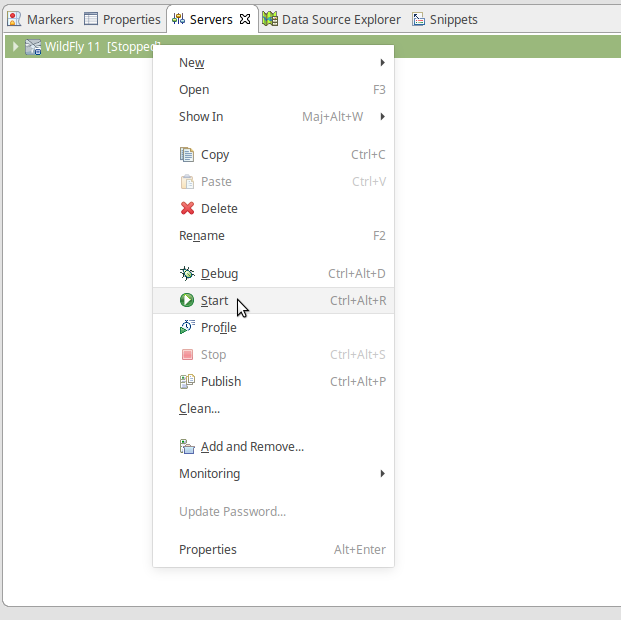 Markers Properties Servers Data Source Explorer Snippets
WildFly 11 [Stopped]
New
Open F3
Show In Maj+Alt+W
Copy Ctrl+C
Paste Ctrl+V
Delete
Rename F2
Debug Ctrl+Alt+D
Start Ctrl+Alt+R
Profile
Stop Ctrl+Alt+S
Publish Ctrl+Alt+P
Clean...
Add and Remove...
Monitoring
Update Password...
Properties Alt+Enter